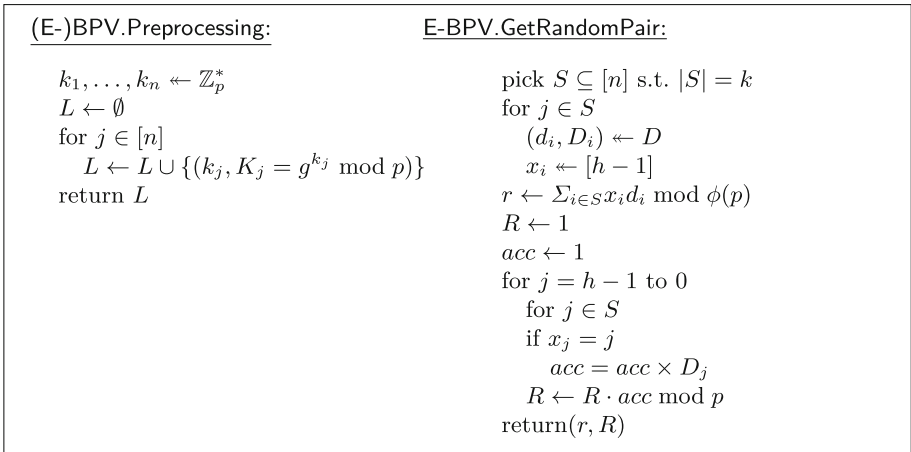 (E-)BPV.Preprocessing:
k₁, . . . , kₙ ↞ ℤ*ₚ
L ← ∅
for j ∈ [n]
L ← L ∪ {(kⱼ, Kⱼ = g^{kⱼ} mod p)}
return L
E-BPV.GetRandomPair:
pick S ⊆ [n] s.t. |S| = k
for j ∈ S
(dᵢ, Dᵢ) ↞ D
xᵢ ↞ [h − 1]
r ← Σ_{i∈S} xᵢdᵢ mod ϕ(p)
R ← 1
acc ← 1
for j = h − 1 to 0
for j ∈ S
if xⱼ = j
acc = acc × Dⱼ
R ← R · acc mod p
return(r, R)